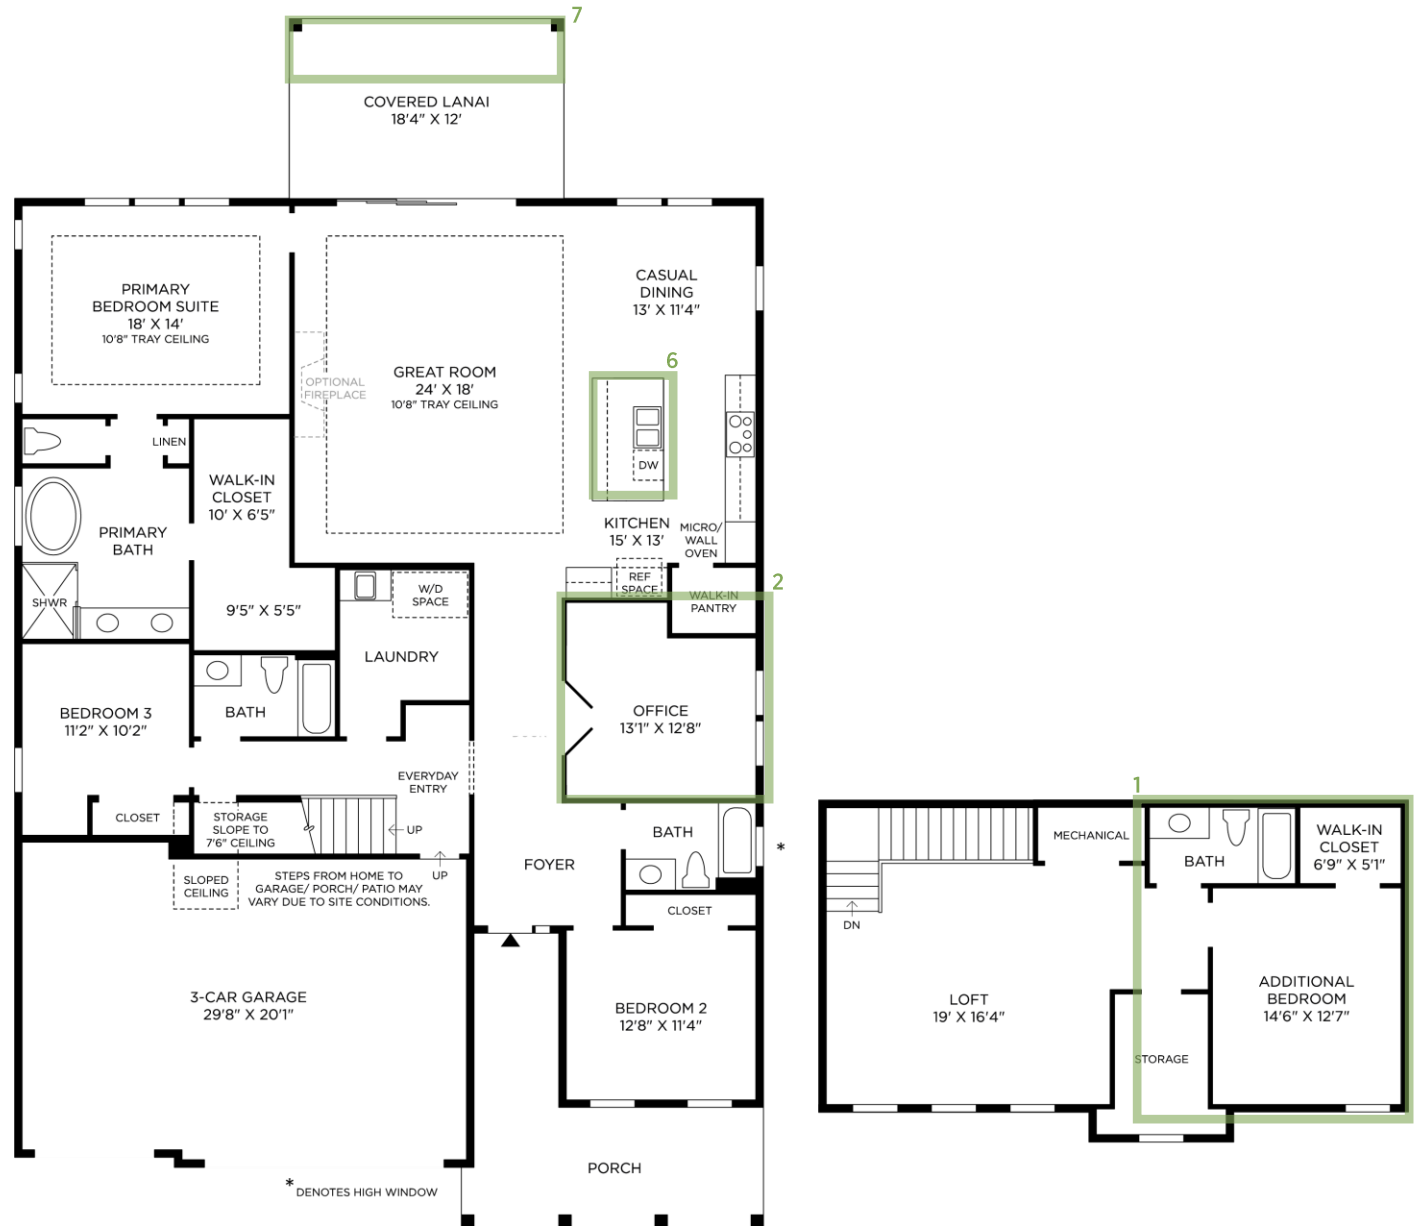 7
COVERED LANAI
18'4" X 12'
PRIMARY
BEDROOM SUITE
18' X 14'
10'8" TRAY CEILING
OPTIONAL
FIREPLACE
GREAT ROOM
24' X 18'
10'8" TRAY CEILING
CASUAL
DINING
13' X 11'4"
6
DW
LINEN
WALK-IN
CLOSET
10' X 6'5"
PRIMARY
BATH
KITCHEN
15' X 13'
MICRO/
WALL
OVEN
REF
SPACE
2
WALK-IN
PANTRY
SHWR
9'5" X 5'5"
W/D
SPACE
LAUNDRY
BEDROOM 3
11'2" X 10'2"
BATH
OFFICE
13'1" X 12'8"
EVERYDAY
ENTRY
CLOSET
STORAGE
SLOPE TO
7'6" CEILING
UP
UP
BATH
*
FOYER
SLOPED
CEILING
STEPS FROM HOME TO
GARAGE/ PORCH/ PATIO MAY
VARY DUE TO SITE CONDITIONS.
CLOSET
3-CAR GARAGE
29'8" X 20'1"
BEDROOM 2
12'8" X 11'4"
PORCH
* DENOTES HIGH WINDOW
1
MECHANICAL
BATH
WALK-IN
CLOSET
6'9" X 5'1"
DN
LOFT
19' X 16'4"
ADDITIONAL
BEDROOM
14'6" X 12'7"
STORAGE